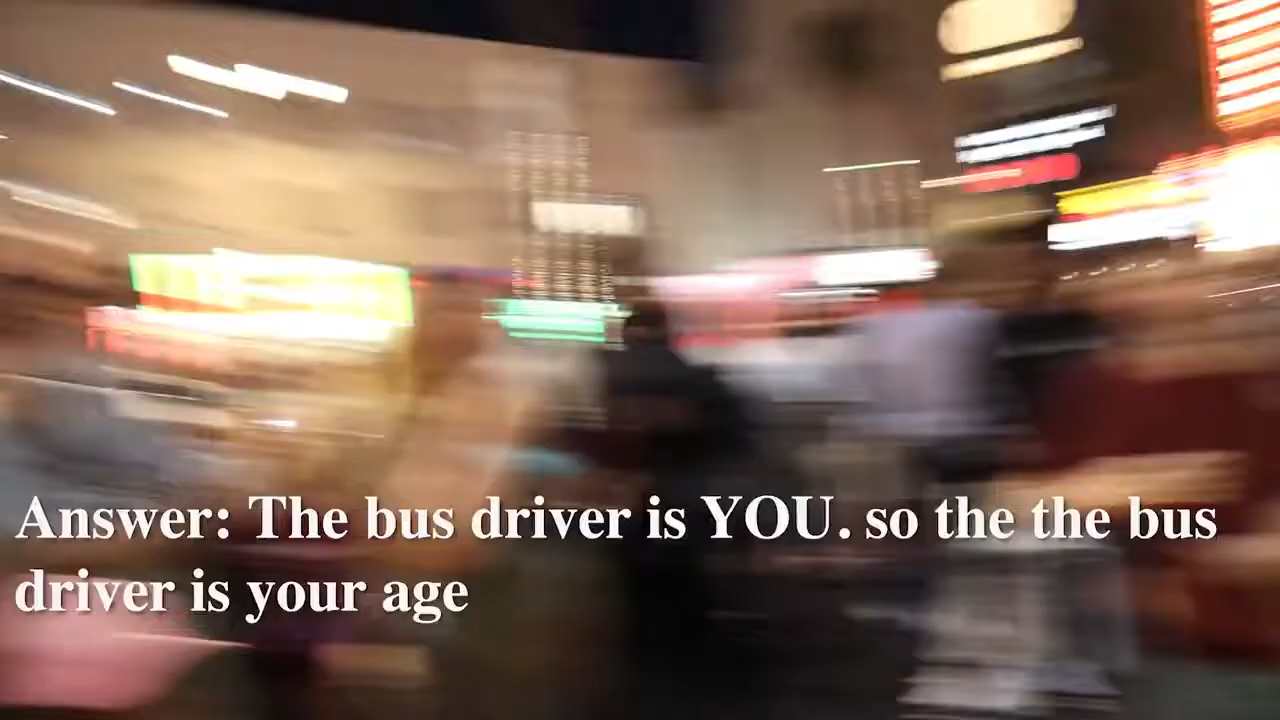 Answer: The bus driver is YOU. so the the bus
driver is your age